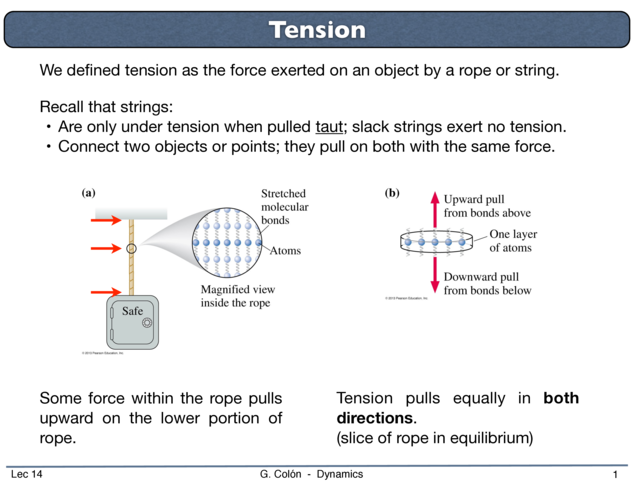 Tension
We defined tension as the force exerted on an object by a rope or string.
Recall that strings:
• Are only under tension when pulled taut; slack strings exert no tension.
• Connect two objects or points; they pull on both with the same force.
(a)
Stretched
molecular
bonds
Atoms
Magnified view
inside the rope
Safe
© 2010 Pearson Education, Inc.
(b)
Upward pull
from bonds above
One layer
of atoms
Downward pull
from bonds below
© 2010 Pearson Education, Inc.
Some force within the rope pulls
upward on the lower portion of
rope.
Tension pulls equally in both
directions.
(slice of rope in equilibrium)
Lec 14
G. Colón - Dynamics
1